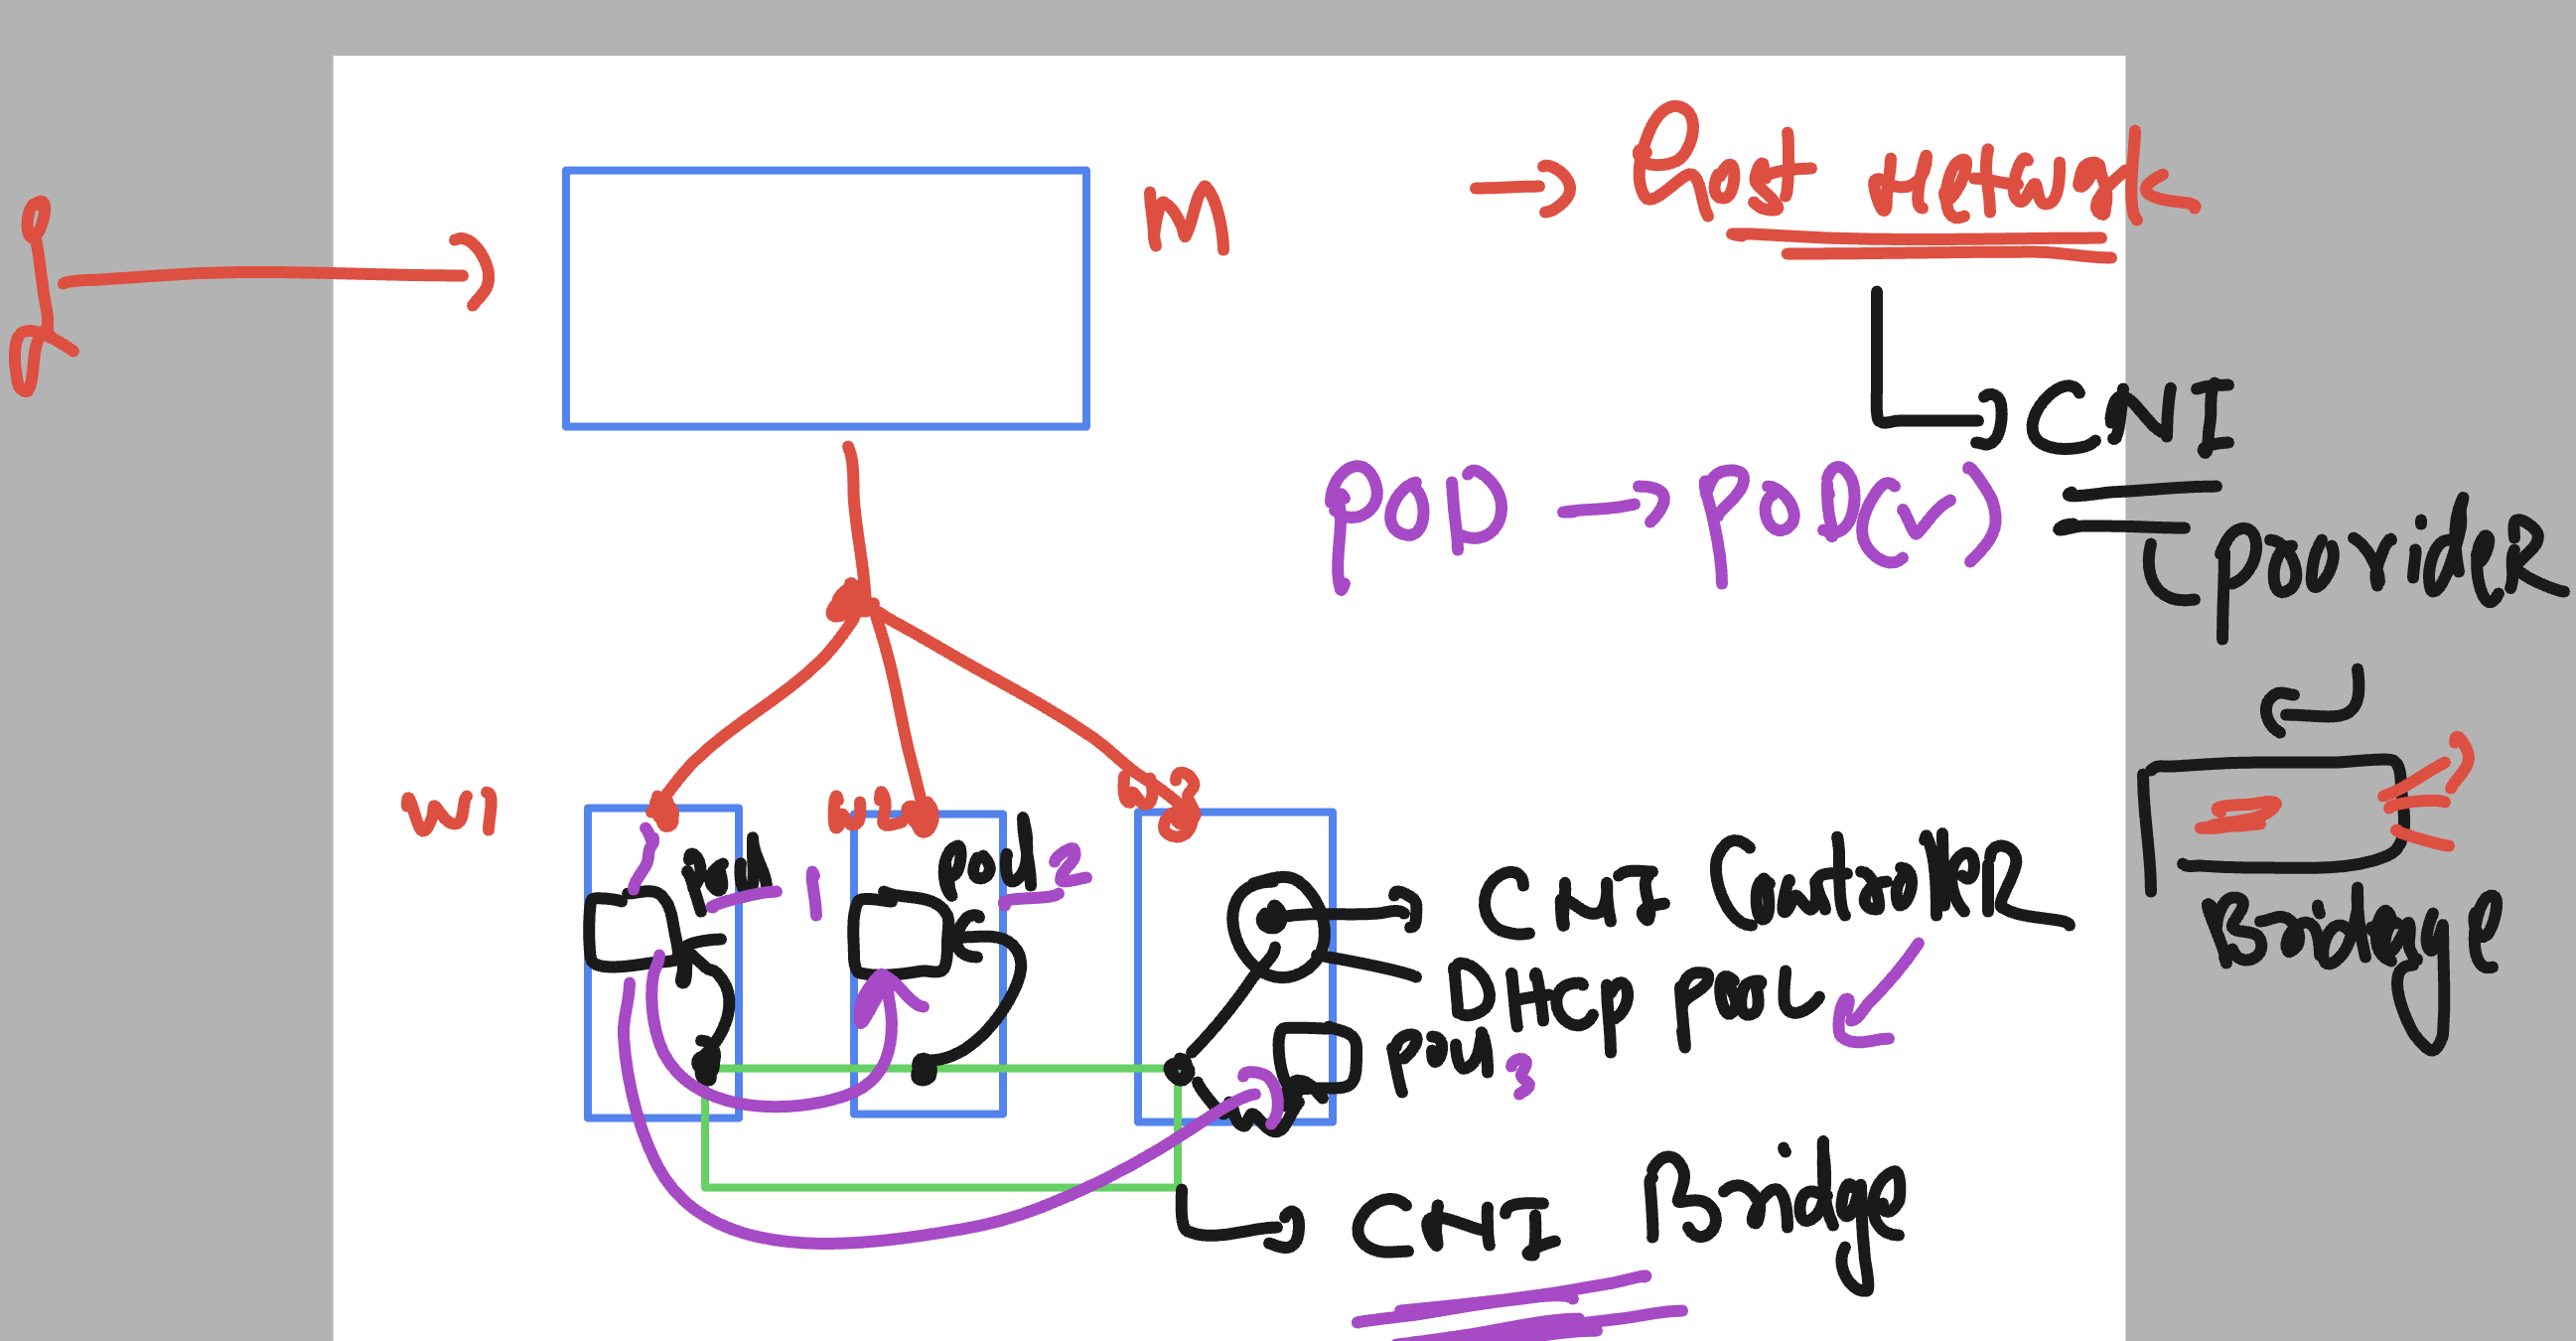 M
→ Post Network
CNI
POD → POD(✓)
provider
W1
W2
W3
pod 1
pod 2
CNI Controller
DHCP pool
pod 3
Bridge
CNI Bridge